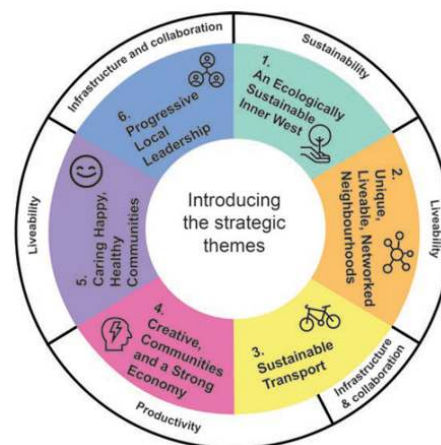 Introducing
the strategic
themes
1.
An Ecologically
Sustainable
Inner West
2.
Unique,
Liveable, Networked
Neighbourhoods
3.
Sustainable
Transport
4.
Creative,
Communities
and a Strong
Economy
5.
Caring Happy,
Healthy
Communities
6.
Progressive
Local
Leadership
Sustainability
Liveability
Infrastructure
& collaboration
Productivity
Liveability
Infrastructure and collaboration